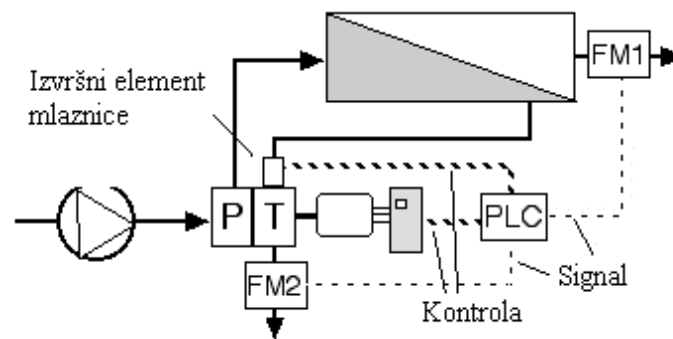 FM1
Izvršni element
mlaznice
P T
PLC
FM2
Signal
Kontrola